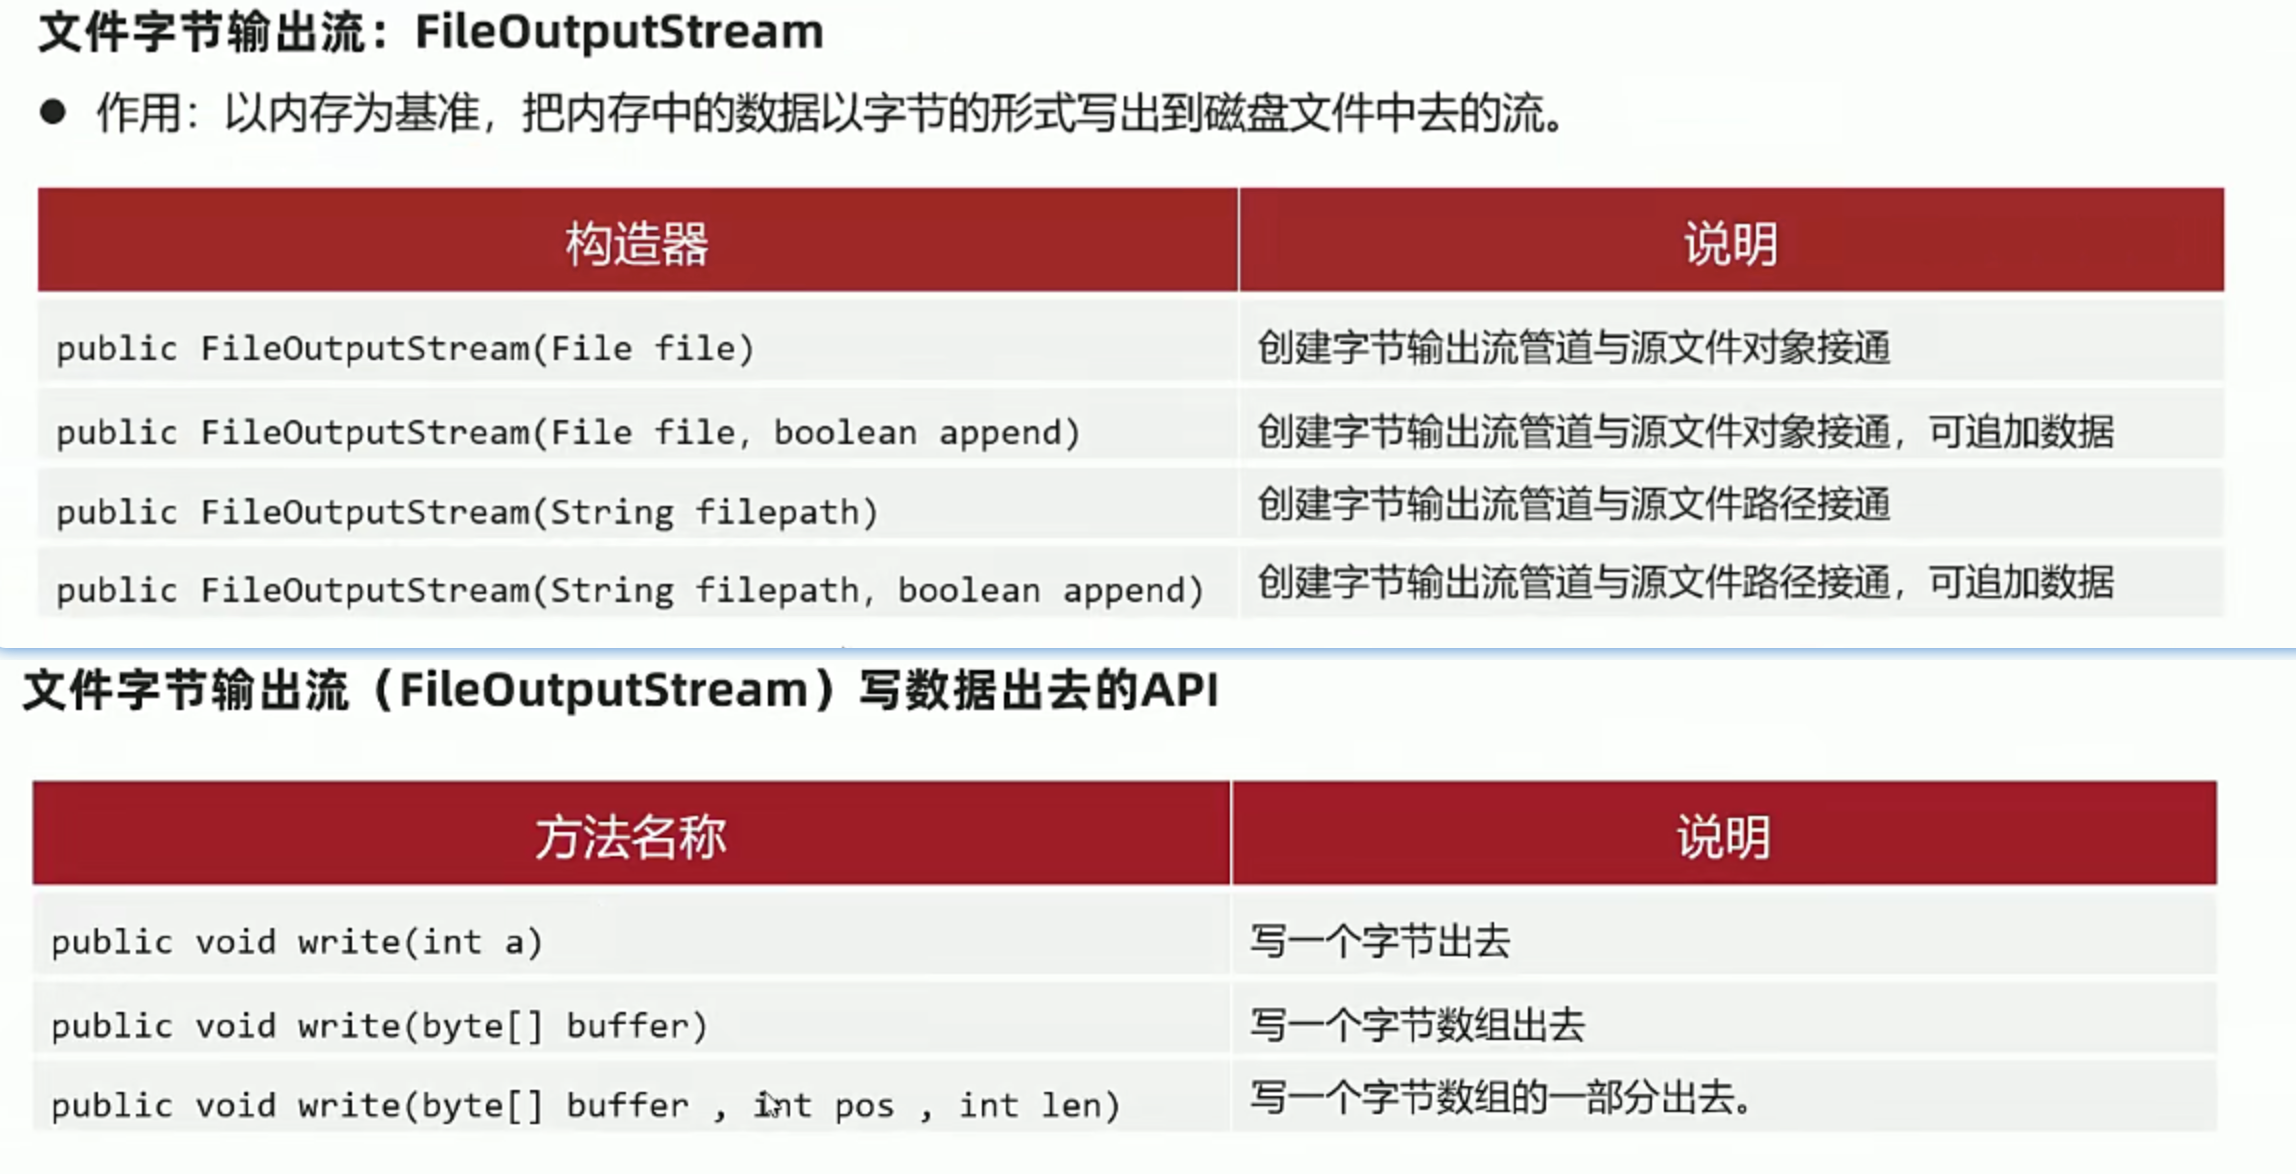 文件字节输出流：FileOutputStream
● 作用：以内存为基准，把内存中的数据以字节的形式写出到磁盘文件中去的流。
构造器 说明
public FileOutputStream(File file) 创建字节输出流管道与源文件对象接通
public FileOutputStream(File file, boolean append) 创建字节输出流管道与源文件对象接通，可追加数据
public FileOutputStream(String filepath) 创建字节输出流管道与源文件路径接通
public FileOutputStream(String filepath, boolean append) 创建字节输出流管道与源文件路径接通，可追加数据
文件字节输出流（FileOutputStream）写数据出去的API
方法名称 说明
public void write(int a) 写一个字节出去
public void write(byte[] buffer) 写一个字节数组出去
public void write(byte[] buffer , int pos , int len) 写一个字节数组的一部分出去。